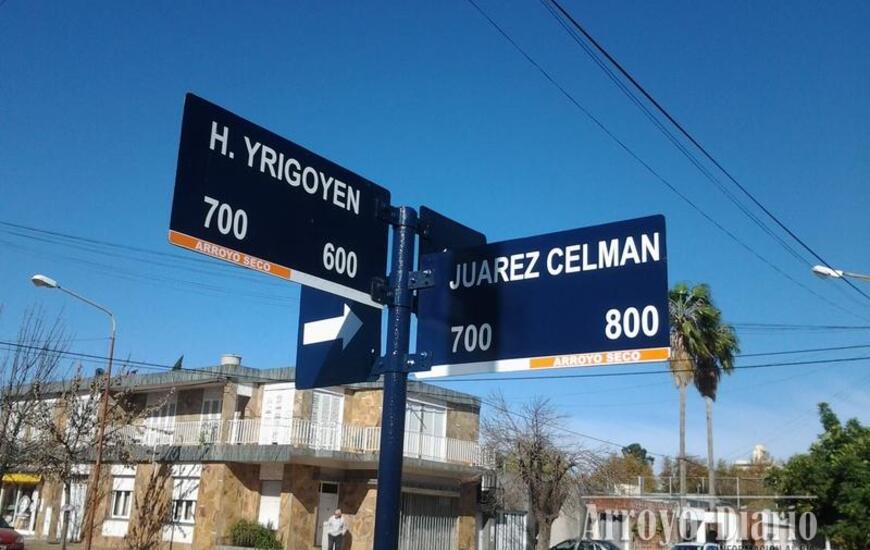 H. YRIGOYEN
700
600
ARROYO SECO
JUAREZ CELMAN
700
800
ARROYO SECO
Arroyo Diario